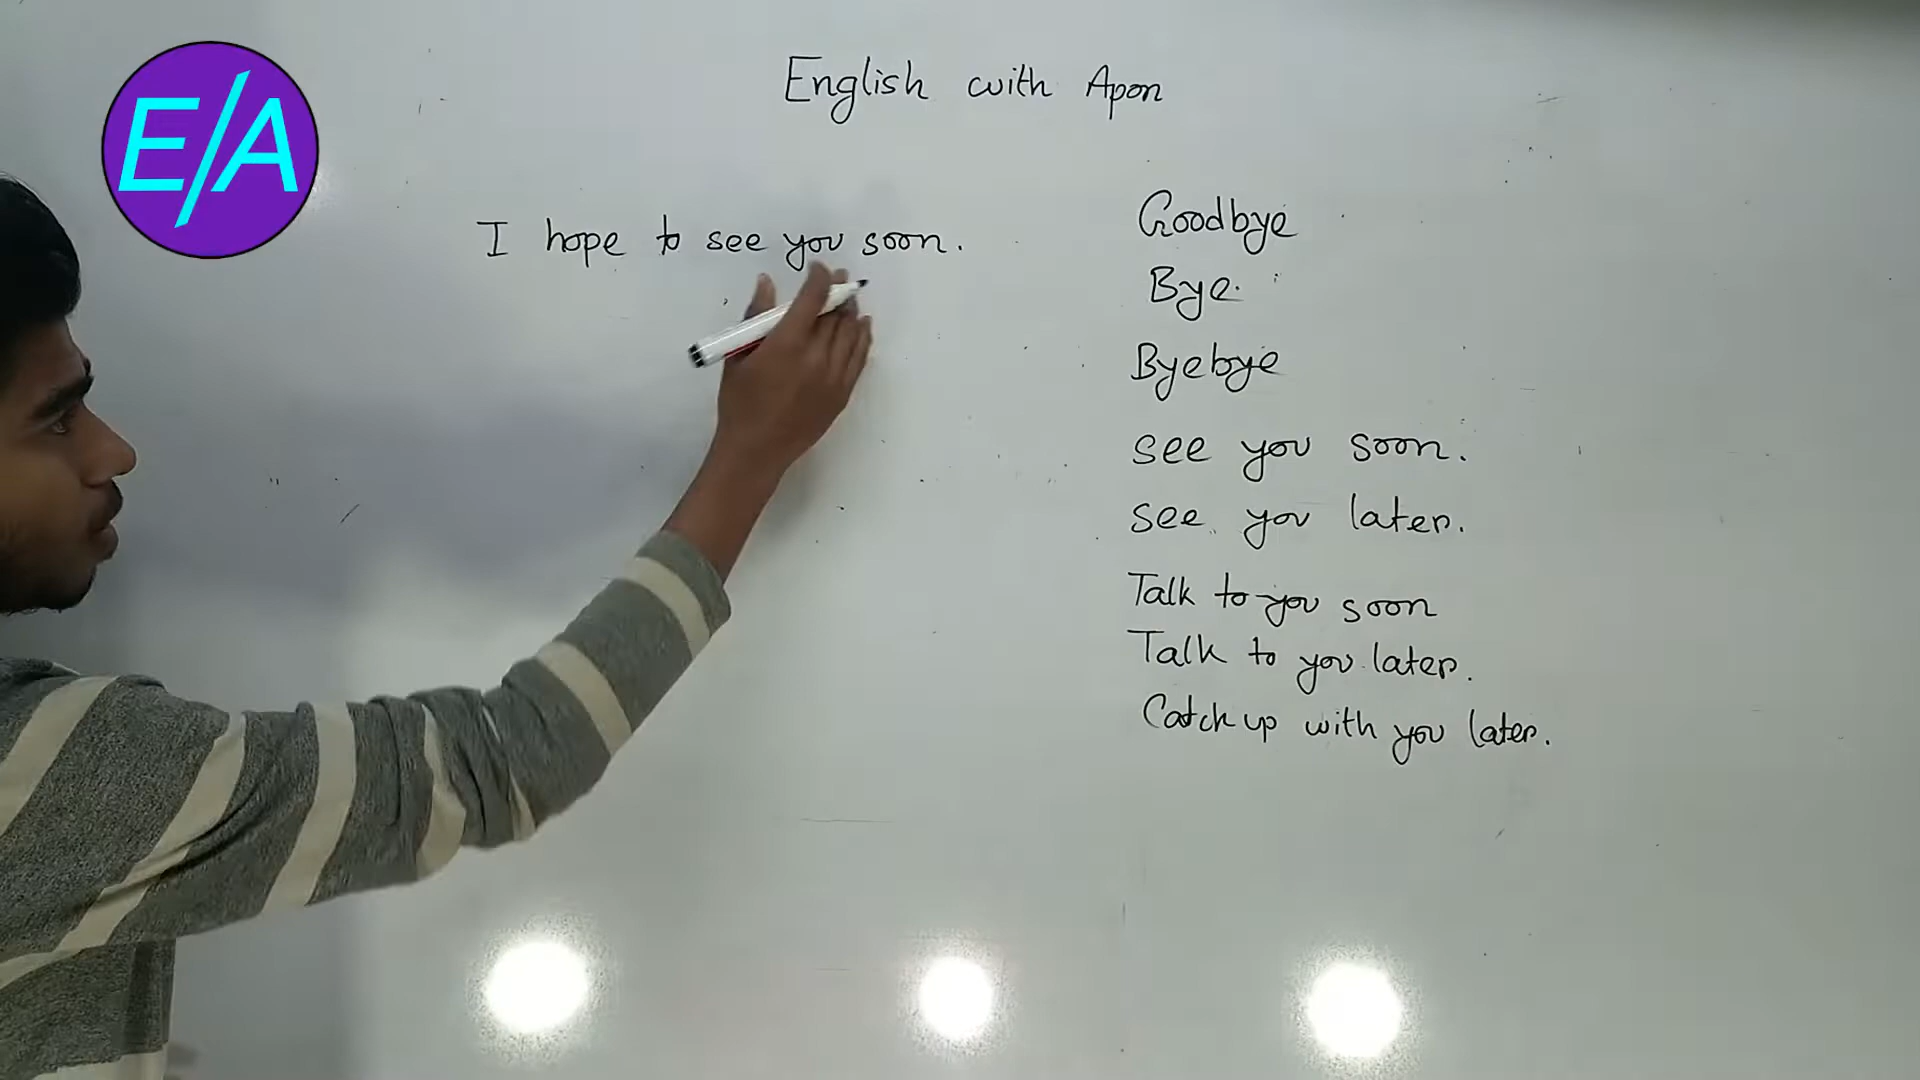 E/A
English with Apon
I hope to see you soon.
Goodbye
Bye.
Byebye
see you soon.
see you later.
Talk to you soon
Talk to you later.
Catch up with you later.